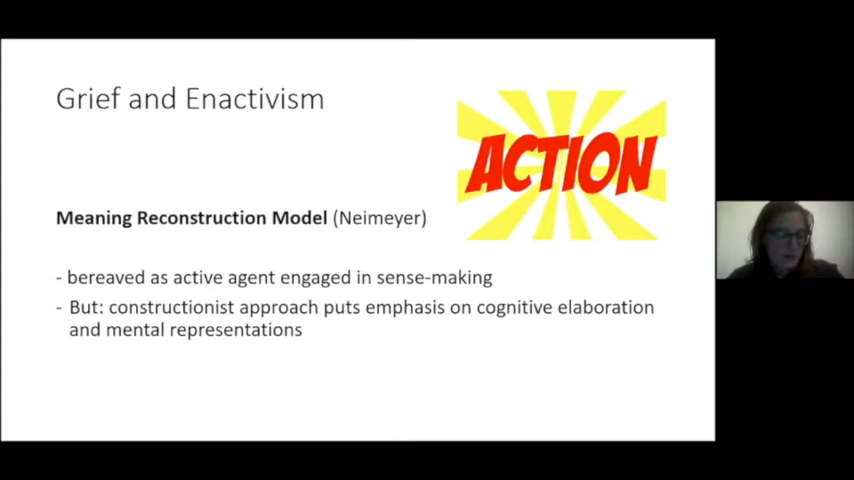 Grief and Enactivism
ACTION
Meaning Reconstruction Model (Neimeyer)
- bereaved as active agent engaged in sense-making
- But: constructionist approach puts emphasis on cognitive elaboration
and mental representations